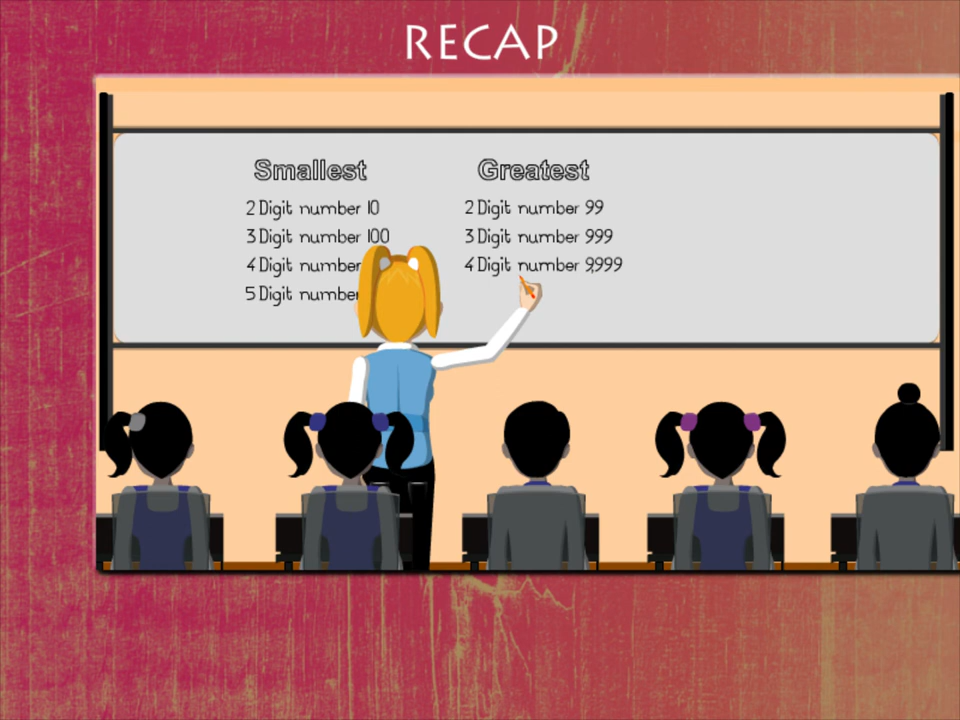 RECAP
Smallest
2 Digit number 10
3 Digit number 100
4 Digit number
5 Digit number
Greatest
2 Digit number 99
3 Digit number 999
4 Digit number 9,999